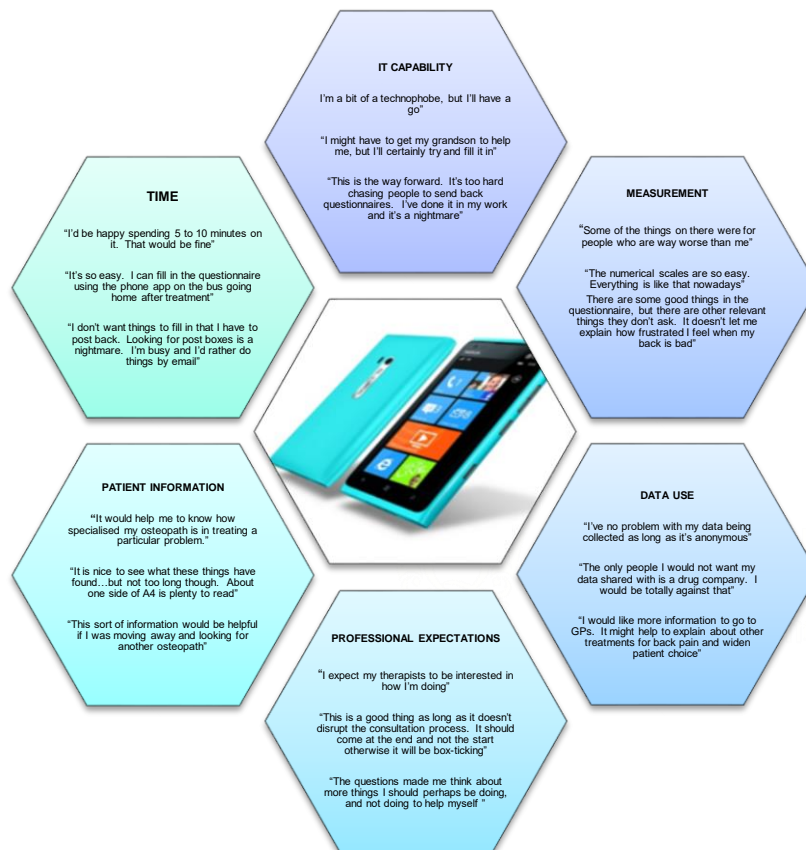 IT CAPABILITY
I'm a bit of a technophobe, but I'll have a
go"
"I might have to get my grandson to help
me, but I'll certainly try and fill it in"
"This is the way forward. It's too hard
chasing people to send back
questionnaires. I've done it in my work
and it's a nightmare"
TIME
"I'd be happy spending 5 to 10 minutes on
it. That would be fine"
"It's so easy. I can fill in the questionnaire
using the phone app on the bus going
home after treatment"
"I don't want things to fill in that I have to
post back. Looking for post boxes is a
nightmare. I'm busy and I'd rather do
things by email"
MEASUREMENT
"Some of the things on there were for
people who are way worse than me"
"The numerical scales are so easy.
Everything is like that nowadays"
There are some good things in the
questionnaire, but there are other relevant
things they don't ask. It doesn't let me
explain how frustrated I feel when my
back is bad"
PATIENT INFORMATION
"It would help me to know how
specialised my osteopath is in treating a
particular problem."
"It is nice to see what these things have
found…but not too long though. About
one side of A4 is plenty to read"
"This sort of information would be helpful
if I was moving away and looking for
another osteopath"
DATA USE
"I've no problem with my data being
collected as long as it's anonymous"
"The only people I would not want my
data shared with is a drug company. I
would be totally against that"
"I would like more information to go to
GPs. It might help to explain about other
treatments for back pain and widen
patient choice"
PROFESSIONAL EXPECTATIONS
"I expect my therapists to be interested in
how I'm doing"
"This is a good thing as long as it doesn't
disrupt the consultation process. It should
come at the end and not the start
otherwise it will be box-ticking"
"The questions made me think about
more things I should perhaps be doing,
and not doing to help myself "